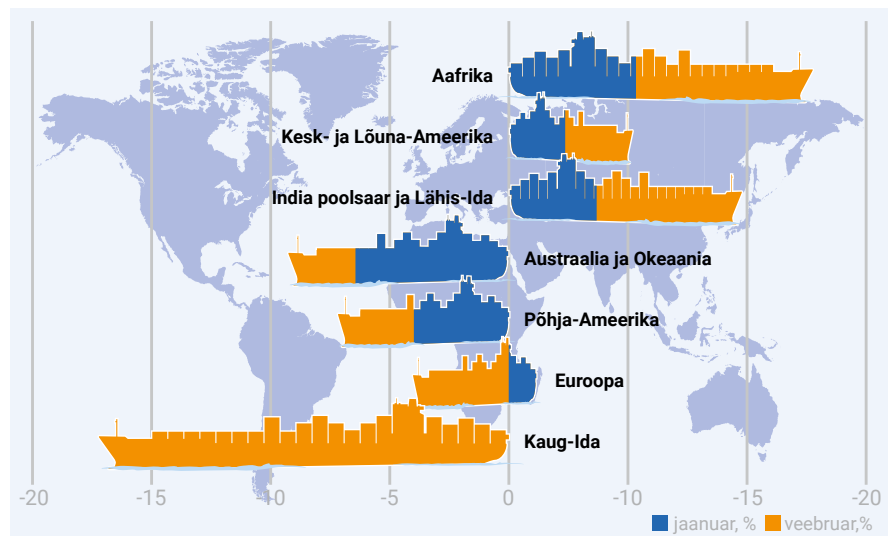 Aafrika
Kesk- ja Lõuna-Ameerika
India poolsaar ja Lähis-Ida
Austraalia ja Okeaania
Põhja-Ameerika
Euroopa
Kaug-Ida
-20 -15 -10 -5 0 -10 -15 -20
jaanuar, % veebruar,%